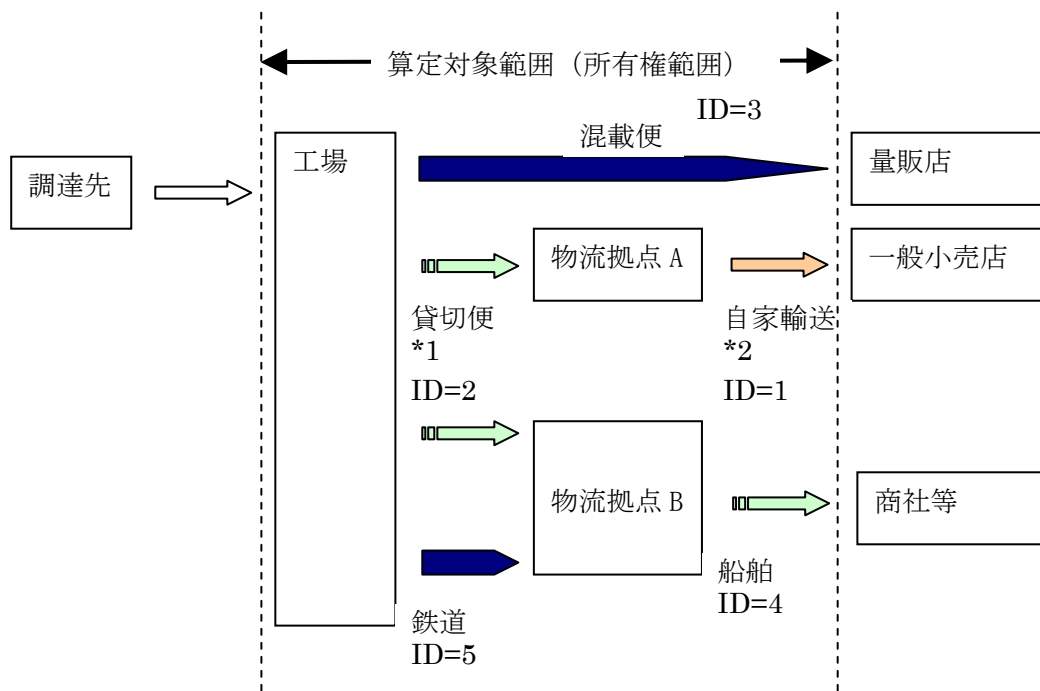 算定対象範囲（所有権範囲）
ID=3
混載便
工場
量販店
調達先
物流拠点 A
一般小売店
貸切便
*1
ID=2
自家輸送
*2
ID=1
物流拠点 B
商社等
船舶
ID=4
鉄道
ID=5